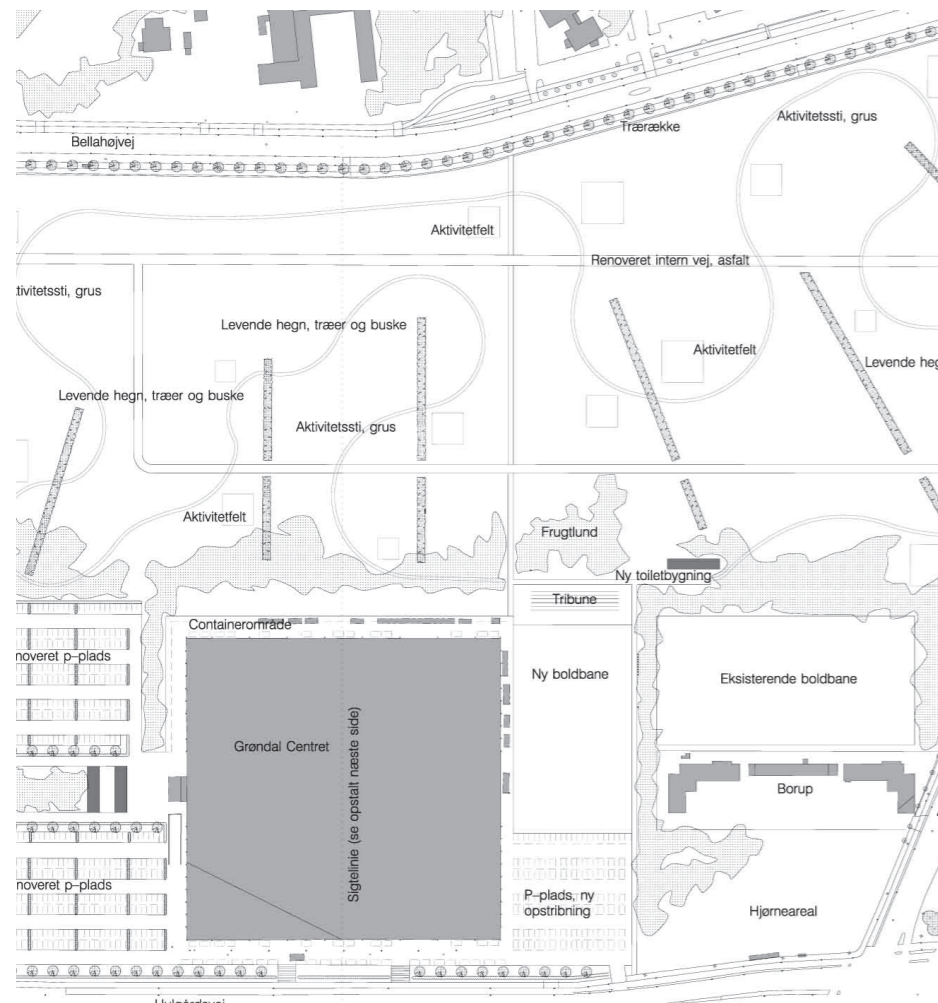 Aktivitetssti, grus
Trærække
Bellahøjvej
Aktivitetfelt
Renoveret intern vej, asfalt
tivitetssti, grus
Levende hegn, træer og buske
Aktivitetfelt
Levende heg
Levende hegn, træer og buske
Aktivitetssti, grus
Aktivitetfelt
Frugtlund
Ny toiletbygning
Tribune
Containerområde
noveret p-plads
Ny boldbane
Eksisterende boldbane
Grøndal Centret
Sigtelinie (se opstalt næste side)
Borup
noveret p-plads
P-plads, ny
opstribning
Hjørneareal